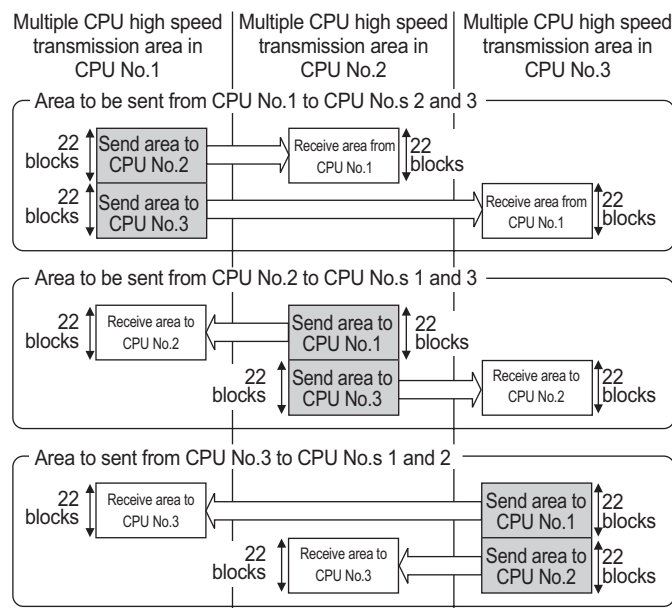 Multiple CPU high speed
transmission area in
CPU No.1
Multiple CPU high speed
transmission area in
CPU No.2
Multiple CPU high speed
transmission area in
CPU No.3
Area to be sent from CPU No.1 to CPU No.s 2 and 3
22
blocks
Send area to
CPU No.2
Receive area from
CPU No.1
22
blocks
22
blocks
Send area to
CPU No.3
Receive area from
CPU No.1
22
blocks
Area to be sent from CPU No.2 to CPU No.s 1 and 3
22
blocks
Receive area to
CPU No.2
Send area to
CPU No.1
22
blocks
22
blocks
Send area to
CPU No.3
Receive area to
CPU No.2
22
blocks
Area to sent from CPU No.3 to CPU No.s 1 and 2
22
blocks
Receive area to
CPU No.3
Send area to
CPU No.1
22
blocks
22
blocks
Receive area to
CPU No.3
Send area to
CPU No.2
22
blocks